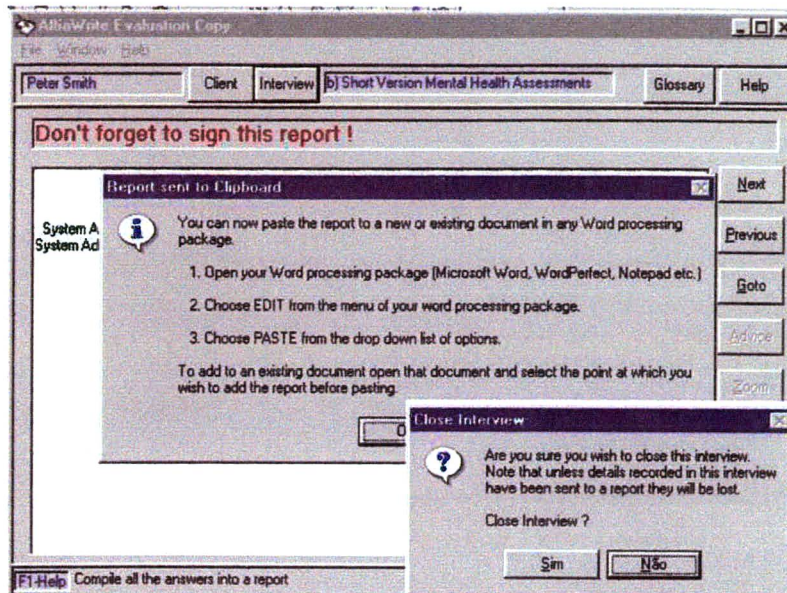 AlliaWrite Evaluation Copy
File Window Help
Peter Smith Client Interview b) Short Version Mental Health Assessments Glossary Help
Don't forget to sign this report !
Report sent to Clipboard
System A
System Ad
You can now paste the report to a new or existing document in any Word processing
package.
1. Open your Word processing package (Microsoft Word, WordPerfect, Notepad etc.)
2. Choose EDIT from the menu of your word processing package.
3. Choose PASTE from the drop down list of options.
To add to an existing document open that document and select the point at which you
wish to add the report before pasting.
O
Next
Previous
Goto
Advice
Zoom
Close Interview
Are you sure you wish to close this interview.
Note that unless details recorded in this interview
have been sent to a report they will be lost.
Close Interview ?
Sim Não
F1-Help Compile all the answers into a report